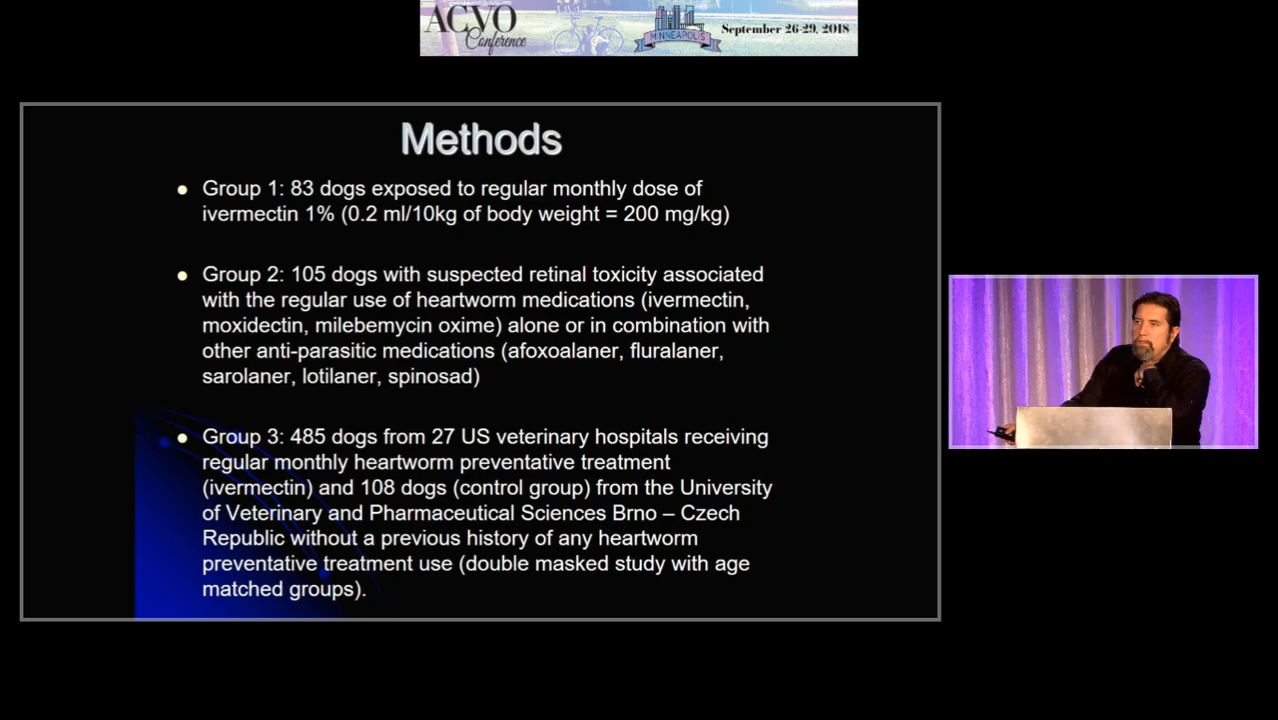 ACVO
Conference
MINNEAPOLIS
September 26-29, 2018
Methods
• Group 1: 83 dogs exposed to regular monthly dose of
ivermectin 1% (0.2 ml/10kg of body weight = 200 mg/kg)
• Group 2: 105 dogs with suspected retinal toxicity associated
with the regular use of heartworm medications (ivermectin,
moxidectin, milebemycin oxime) alone or in combination with
other anti-parasitic medications (afoxoalaner, fluralaner,
sarolaner, lotilaner, spinosad)
• Group 3: 485 dogs from 27 US veterinary hospitals receiving
regular monthly heartworm preventative treatment
(ivermectin) and 108 dogs (control group) from the University
of Veterinary and Pharmaceutical Sciences Brno – Czech
Republic without a previous history of any heartworm
preventative treatment use (double masked study with age
matched groups).